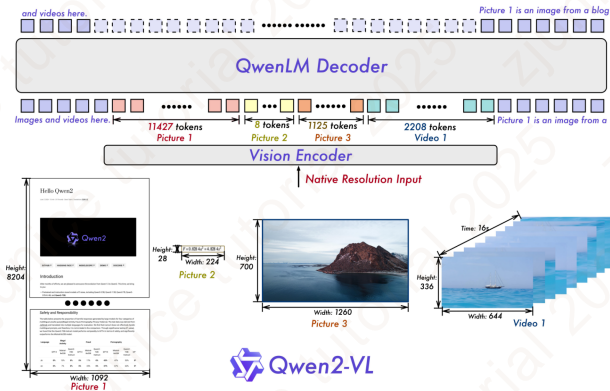 and videos here.
Picture 1 is an image from a blog
QwenLM Decoder
Images and videos here.
11427 tokens
Picture 1
8 tokens
Picture 2
1125 tokens
Picture 3
2208 tokens
Video 1
Picture 1 is an image from a
Vision Encoder
Native Resolution Input
Hello Qwen2
Qwen2
Introduction
Safety and Responsibility
Height:
8204
Width: 1092
Picture 1
Height:
28
Width: 224
Picture 2
Height:
700
Width: 1260
Picture 3
Time: 16s
Height:
336
Width: 644
Video 1
Qwen2-VL